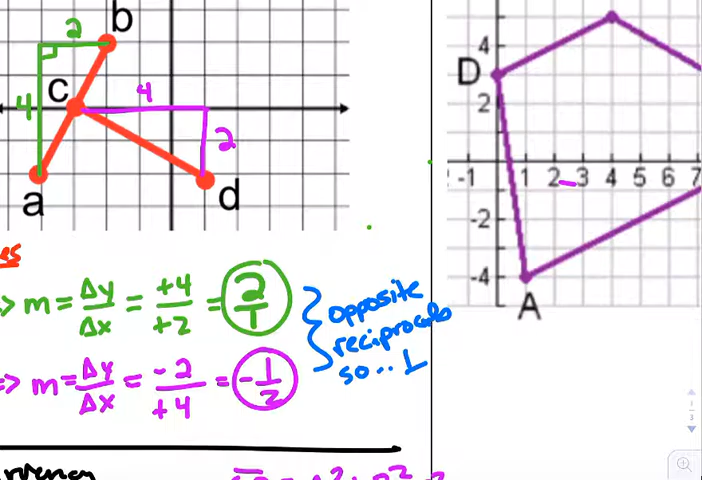 2
b
c
4
4
2
a
d
=> m = Δy/Δx = +4/+2 = 2/1
=> m = Δy/Δx = -2/+4 = -1/2
opposite
reciprocals
so.. ⊥
4
D
2
-1 1 2 3 4 5 6 7
-2
-4
A